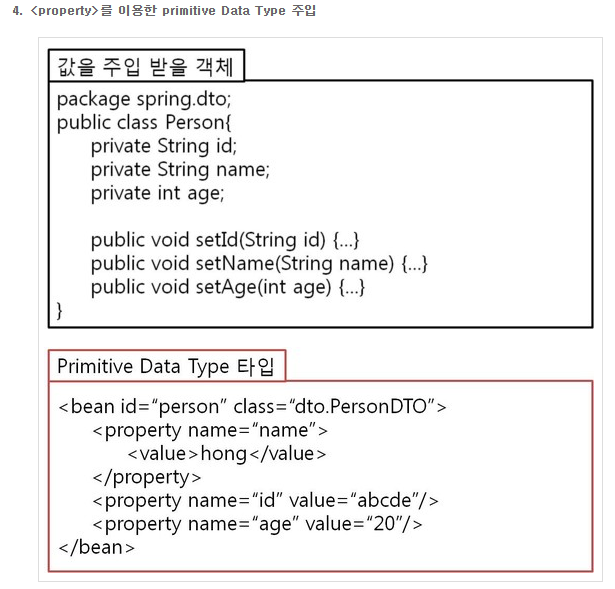 4. <property>를 이용한 primitive Data Type 주입
값을 주입 받을 객체
package spring.dto;
public class Person{
private String id;
private String name;
private int age;
public void setId(String id) {…}
public void setName(String name) {…}
public void setAge(int age) {…}
}
Primitive Data Type 타입
<bean id=“person” class=“dto.PersonDTO”>
<property name=“name”>
<value>hong</value>
</property>
<property name=“id” value=“abcde”/>
<property name=“age” value=“20”/>
</bean>